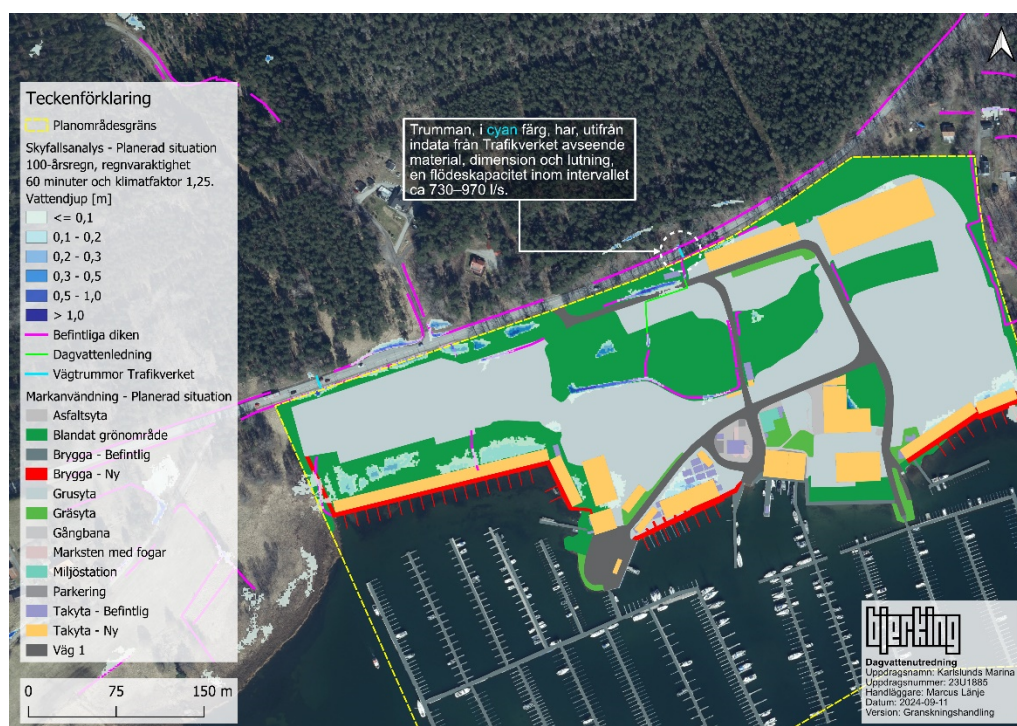 Teckenförklaring
Planområdesgräns
Skyfallsanalys - Planerad situation
100-årsregn, regnvaraktighet
60 minuter och klimatfaktor 1,25.
Vattendjup [m]
<= 0,1
0,1 - 0,2
0,2 - 0,3
0,3 - 0,5
0,5 - 1,0
> 1,0
Befintliga diken
Dagvattenledning
Vägtrummor Trafikverket
Markanvändning - Planerad situation
Asfaltsyta
Blandat grönområde
Brygga - Befintlig
Brygga - Ny
Grusyta
Gräsyta
Gångbana
Marksten med fogar
Miljöstation
Parkering
Takyta - Befintlig
Takyta - Ny
Väg 1
0 75 150 m
Trumman, i cyan färg, har, utifrån
indata från Trafikverket avseende
material, dimension och lutning,
en flödeskapacitet inom intervallet
ca 730–970 l/s.
bjerking
Dagvattenutredning
Uppdragsnamn: Karlslunds Marina
Uppdragsnummer: 23U1885
Handläggare: Marcus Länje
Datum: 2024-09-11
Version: Granskningshandling